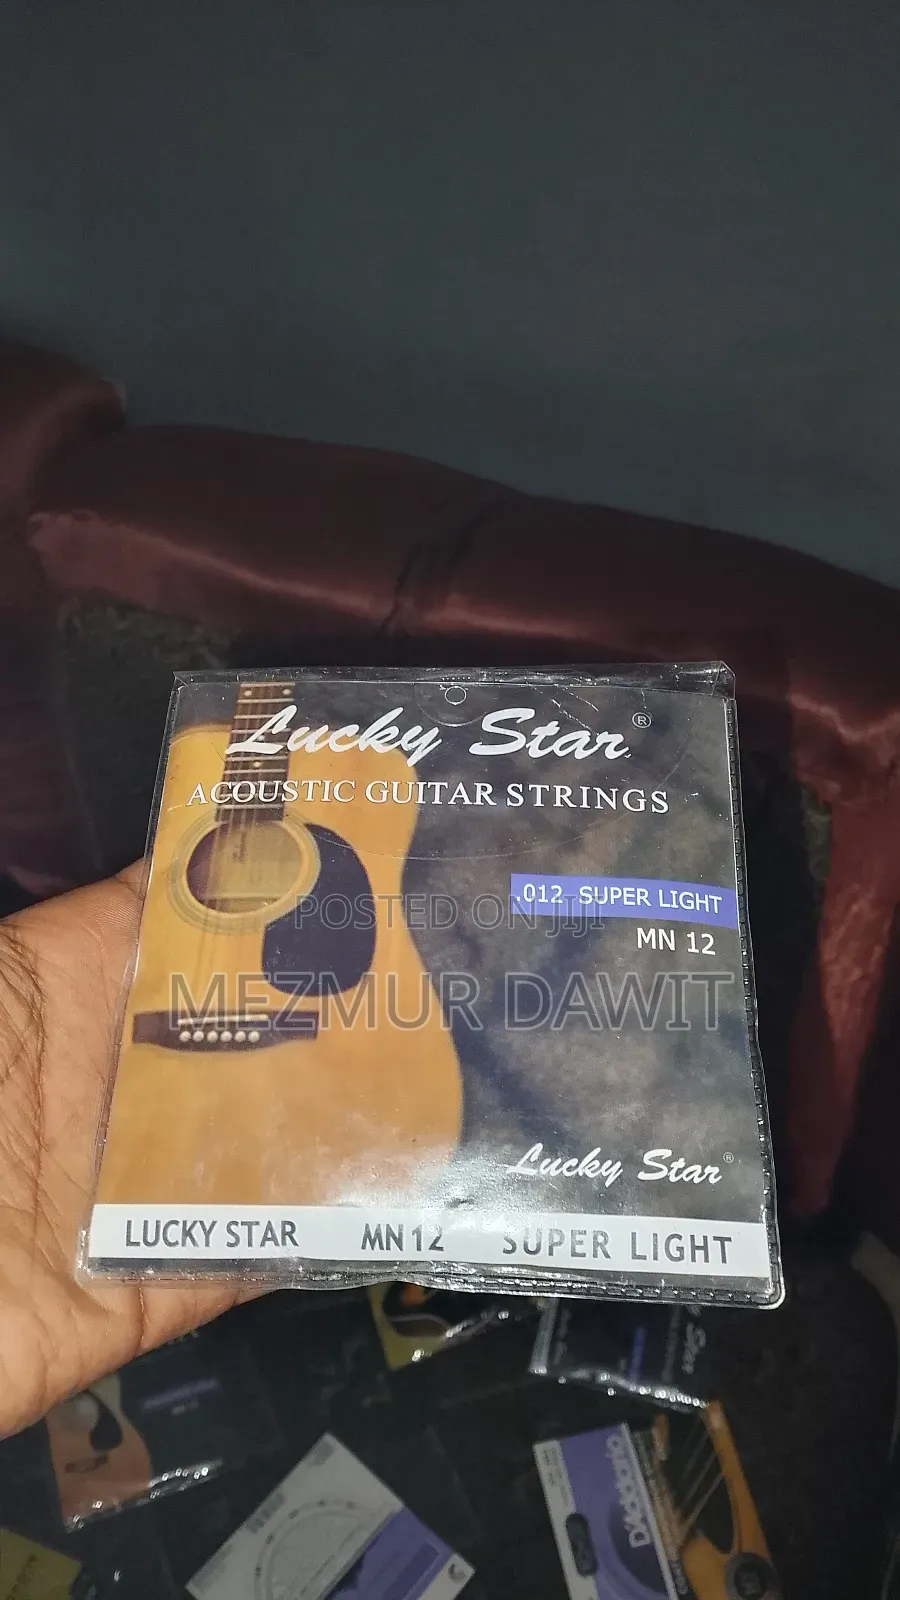 Lucky Star ®
ACOUSTIC GUITAR STRINGS
.012 SUPER LIGHT
MN 12
POSTED ON JIJI
MEZMUR DAWIT
Lucky Star ®
LUCKY STAR MN12 SUPER LIGHT
D'Addario